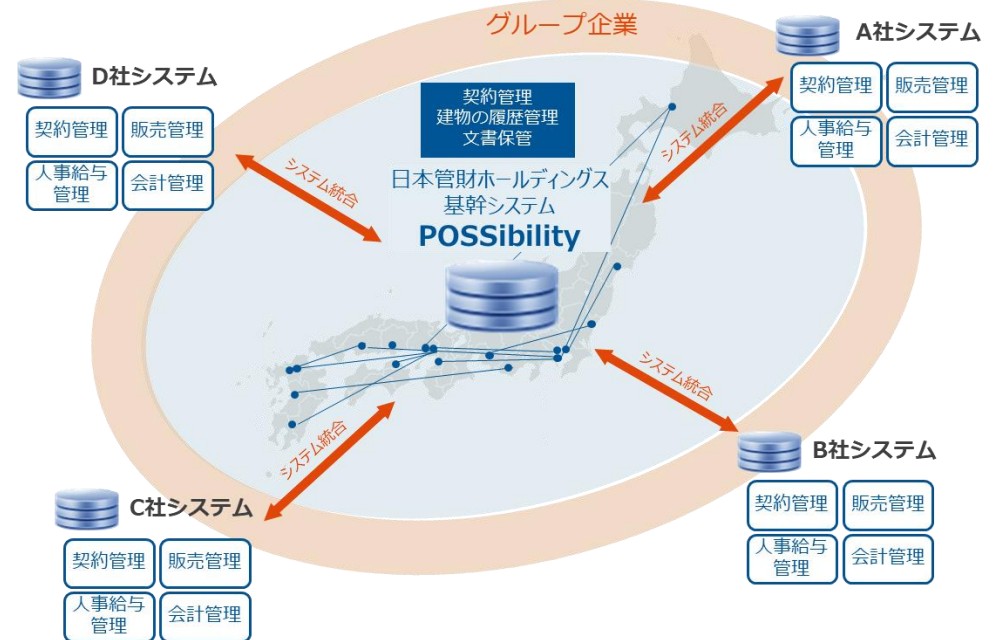 グループ企業
A社システム
契約管理
販売管理
人事給与
管理
会計管理
D社システム
契約管理
販売管理
人事給与
管理
会計管理
契約管理
建物の履歴管理
文書保管
日本管財ホールディングス
基幹システム
POSSibility
システム統合
システム統合
システム統合
システム統合
B社システム
契約管理
販売管理
人事給与
管理
会計管理
C社システム
契約管理
販売管理
人事給与
管理
会計管理